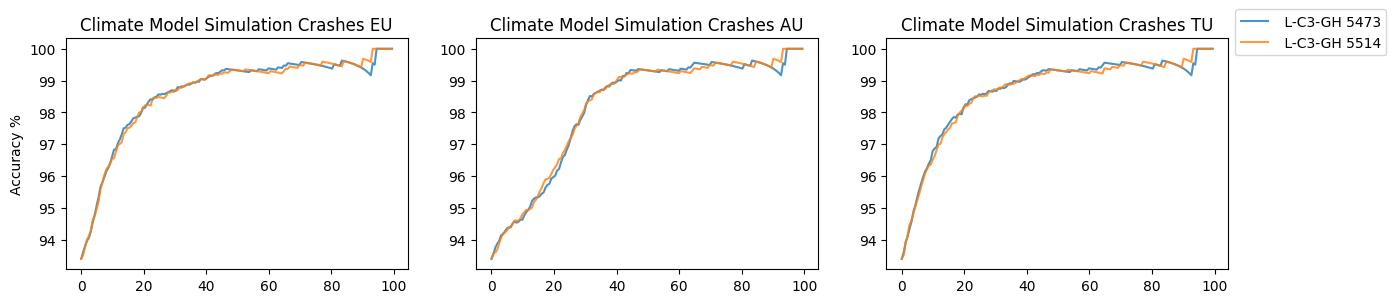 Climate Model Simulation Crashes EU
Accuracy %
100
99
98
97
96
95
94
0 20 40 60 80 100
Climate Model Simulation Crashes AU
100
99
98
97
96
95
94
0 20 40 60 80 100
Climate Model Simulation Crashes TU
100
99
98
97
96
95
94
0 20 40 60 80 100
L-C3-GH 5473
L-C3-GH 5514